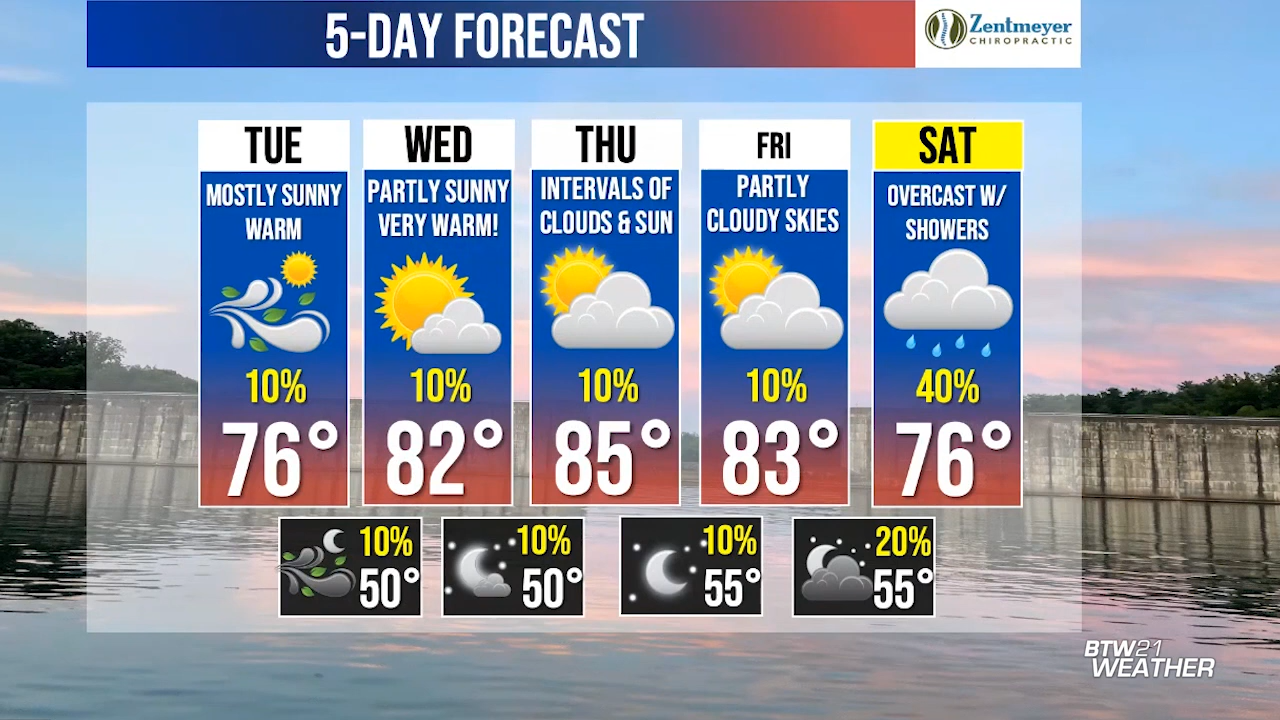 5-DAY FORECAST
Zentmeyer
CHIROPRACTIC
TUE
MOSTLY SUNNY
WARM
10%
76°
WED
PARTLY SUNNY
VERY WARM!
10%
82°
THU
INTERVALS OF
CLOUDS & SUN
10%
85°
FRI
PARTLY
CLOUDY SKIES
10%
83°
SAT
OVERCAST W/
SHOWERS
40%
76°
10%
50°
10%
50°
10%
55°
20%
55°
BTW21
WEATHER